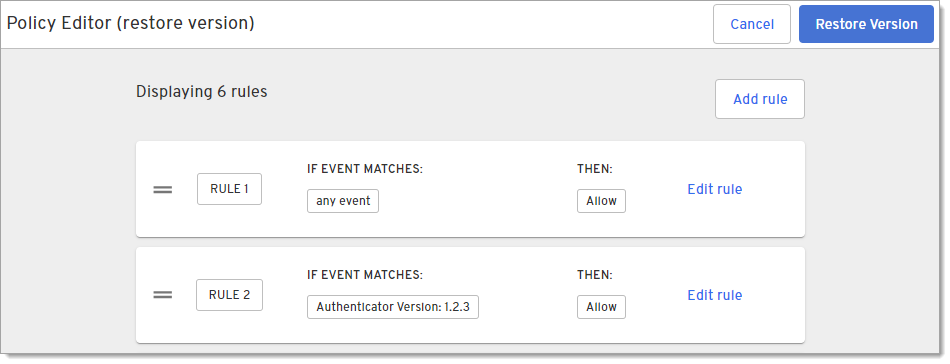 Policy Editor (restore version)
Cancel
Restore Version
Displaying 6 rules
Add rule
RULE 1
IF EVENT MATCHES:
any event
THEN:
Allow
Edit rule
RULE 2
IF EVENT MATCHES:
Authenticator Version: 1.2.3
THEN:
Allow
Edit rule